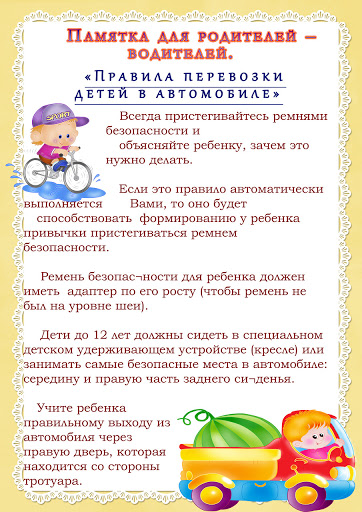 Памятка для родителей –
водителей.
«Правила перевозки
детей в автомобиле»
Всегда пристегивайтесь ремнями
безопасности и
объясняйте ребенку, зачем это
нужно делать.
Если это правило автоматически
выполняется Вами, то оно будет
способствовать формированию у ребенка
привычки пристегиваться ремнем
безопасности.
Ремень безопас¬ности для ребенка должен
иметь адаптер по его росту (чтобы ремень не
был на уровне шеи).
Дети до 12 лет должны сидеть в специальном
детском удерживающем устройстве (кресле) или
занимать самые безопасные места в автомобиле:
середину и правую часть заднего си¬денья.
Учите ребенка
правильному выходу из
автомобиля через
правую дверь, которая
находится со стороны
тротуара.